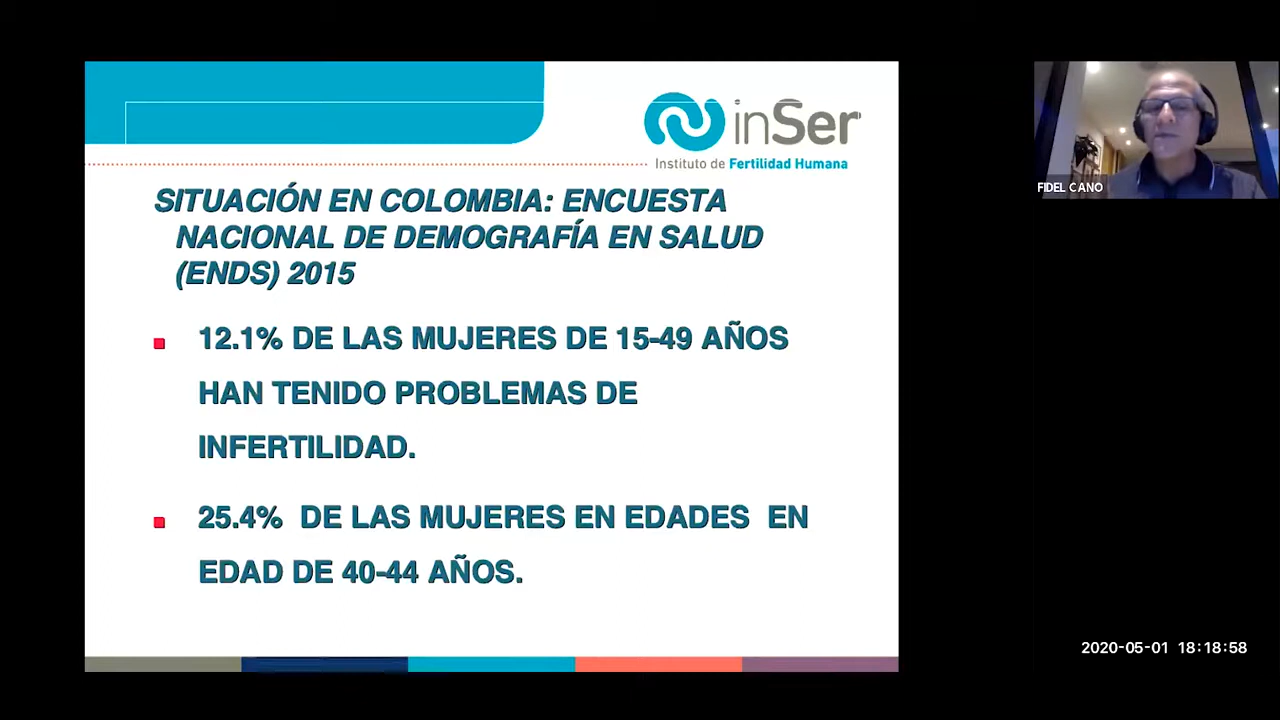 inSer
Instituto de Fertilidad Humana
FIDEL CANO
SITUACIÓN EN COLOMBIA: ENCUESTA
NACIONAL DE DEMOGRAFÍA EN SALUD
(ENDS) 2015
12.1% DE LAS MUJERES DE 15-49 AÑOS
HAN TENIDO PROBLEMAS DE
INFERTILIDAD.
25.4% DE LAS MUJERES EN EDADES EN
EDAD DE 40-44 AÑOS.
2020-05-01 18:18:58